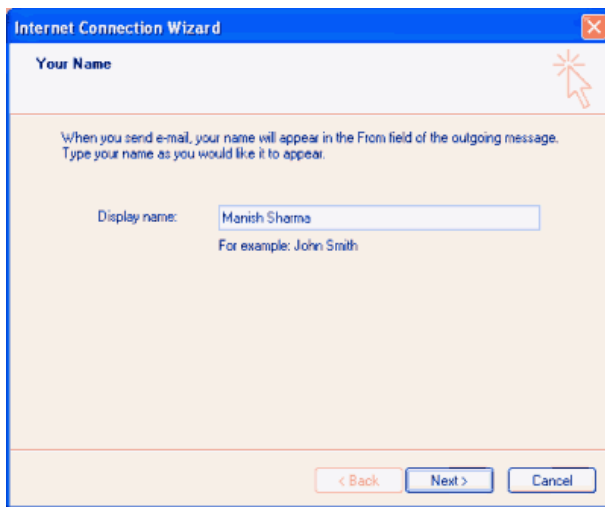 Internet Connection Wizard
Your Name
When you send e-mail, your name will appear in the From field of the outgoing message.
Type your name as you would like it to appear.
Display name: Manish Sharma
For example: John Smith
< Back Next > Cancel